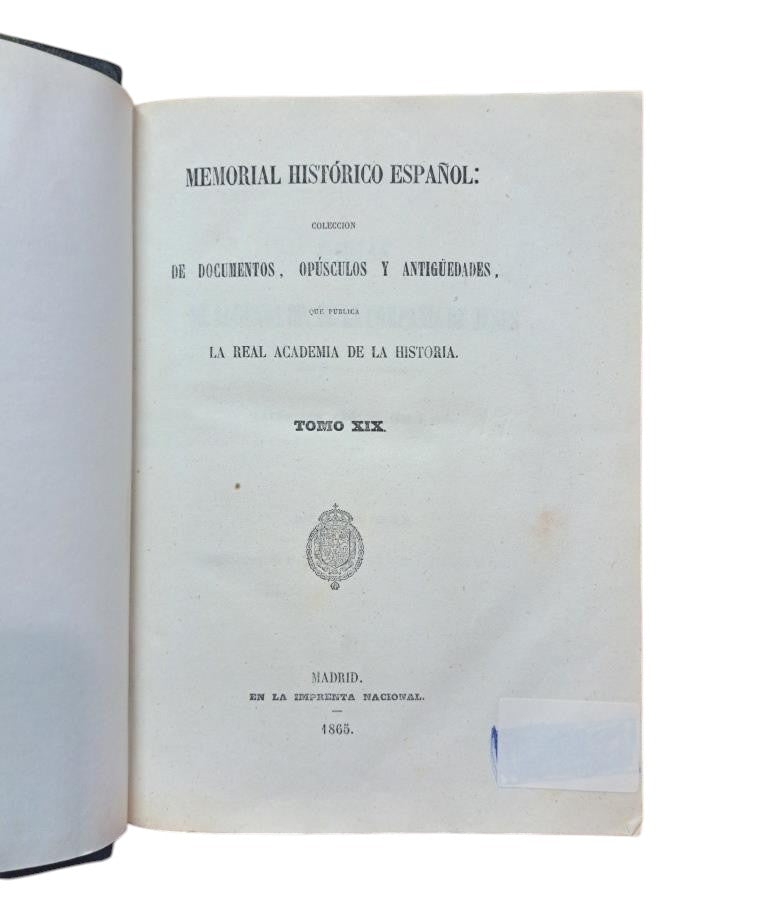 MEMORIAL HISTÓRICO ESPAÑOL:
COLECCION
DE DOCUMENTOS, OPÚSCULOS Y ANTIGÜEDADES,
QUE PUBLICA
LA REAL ACADEMIA DE LA HISTORIA.
TOMO XIX.
MADRID.
EN LA IMPRENTA NACIONAL.
1865.